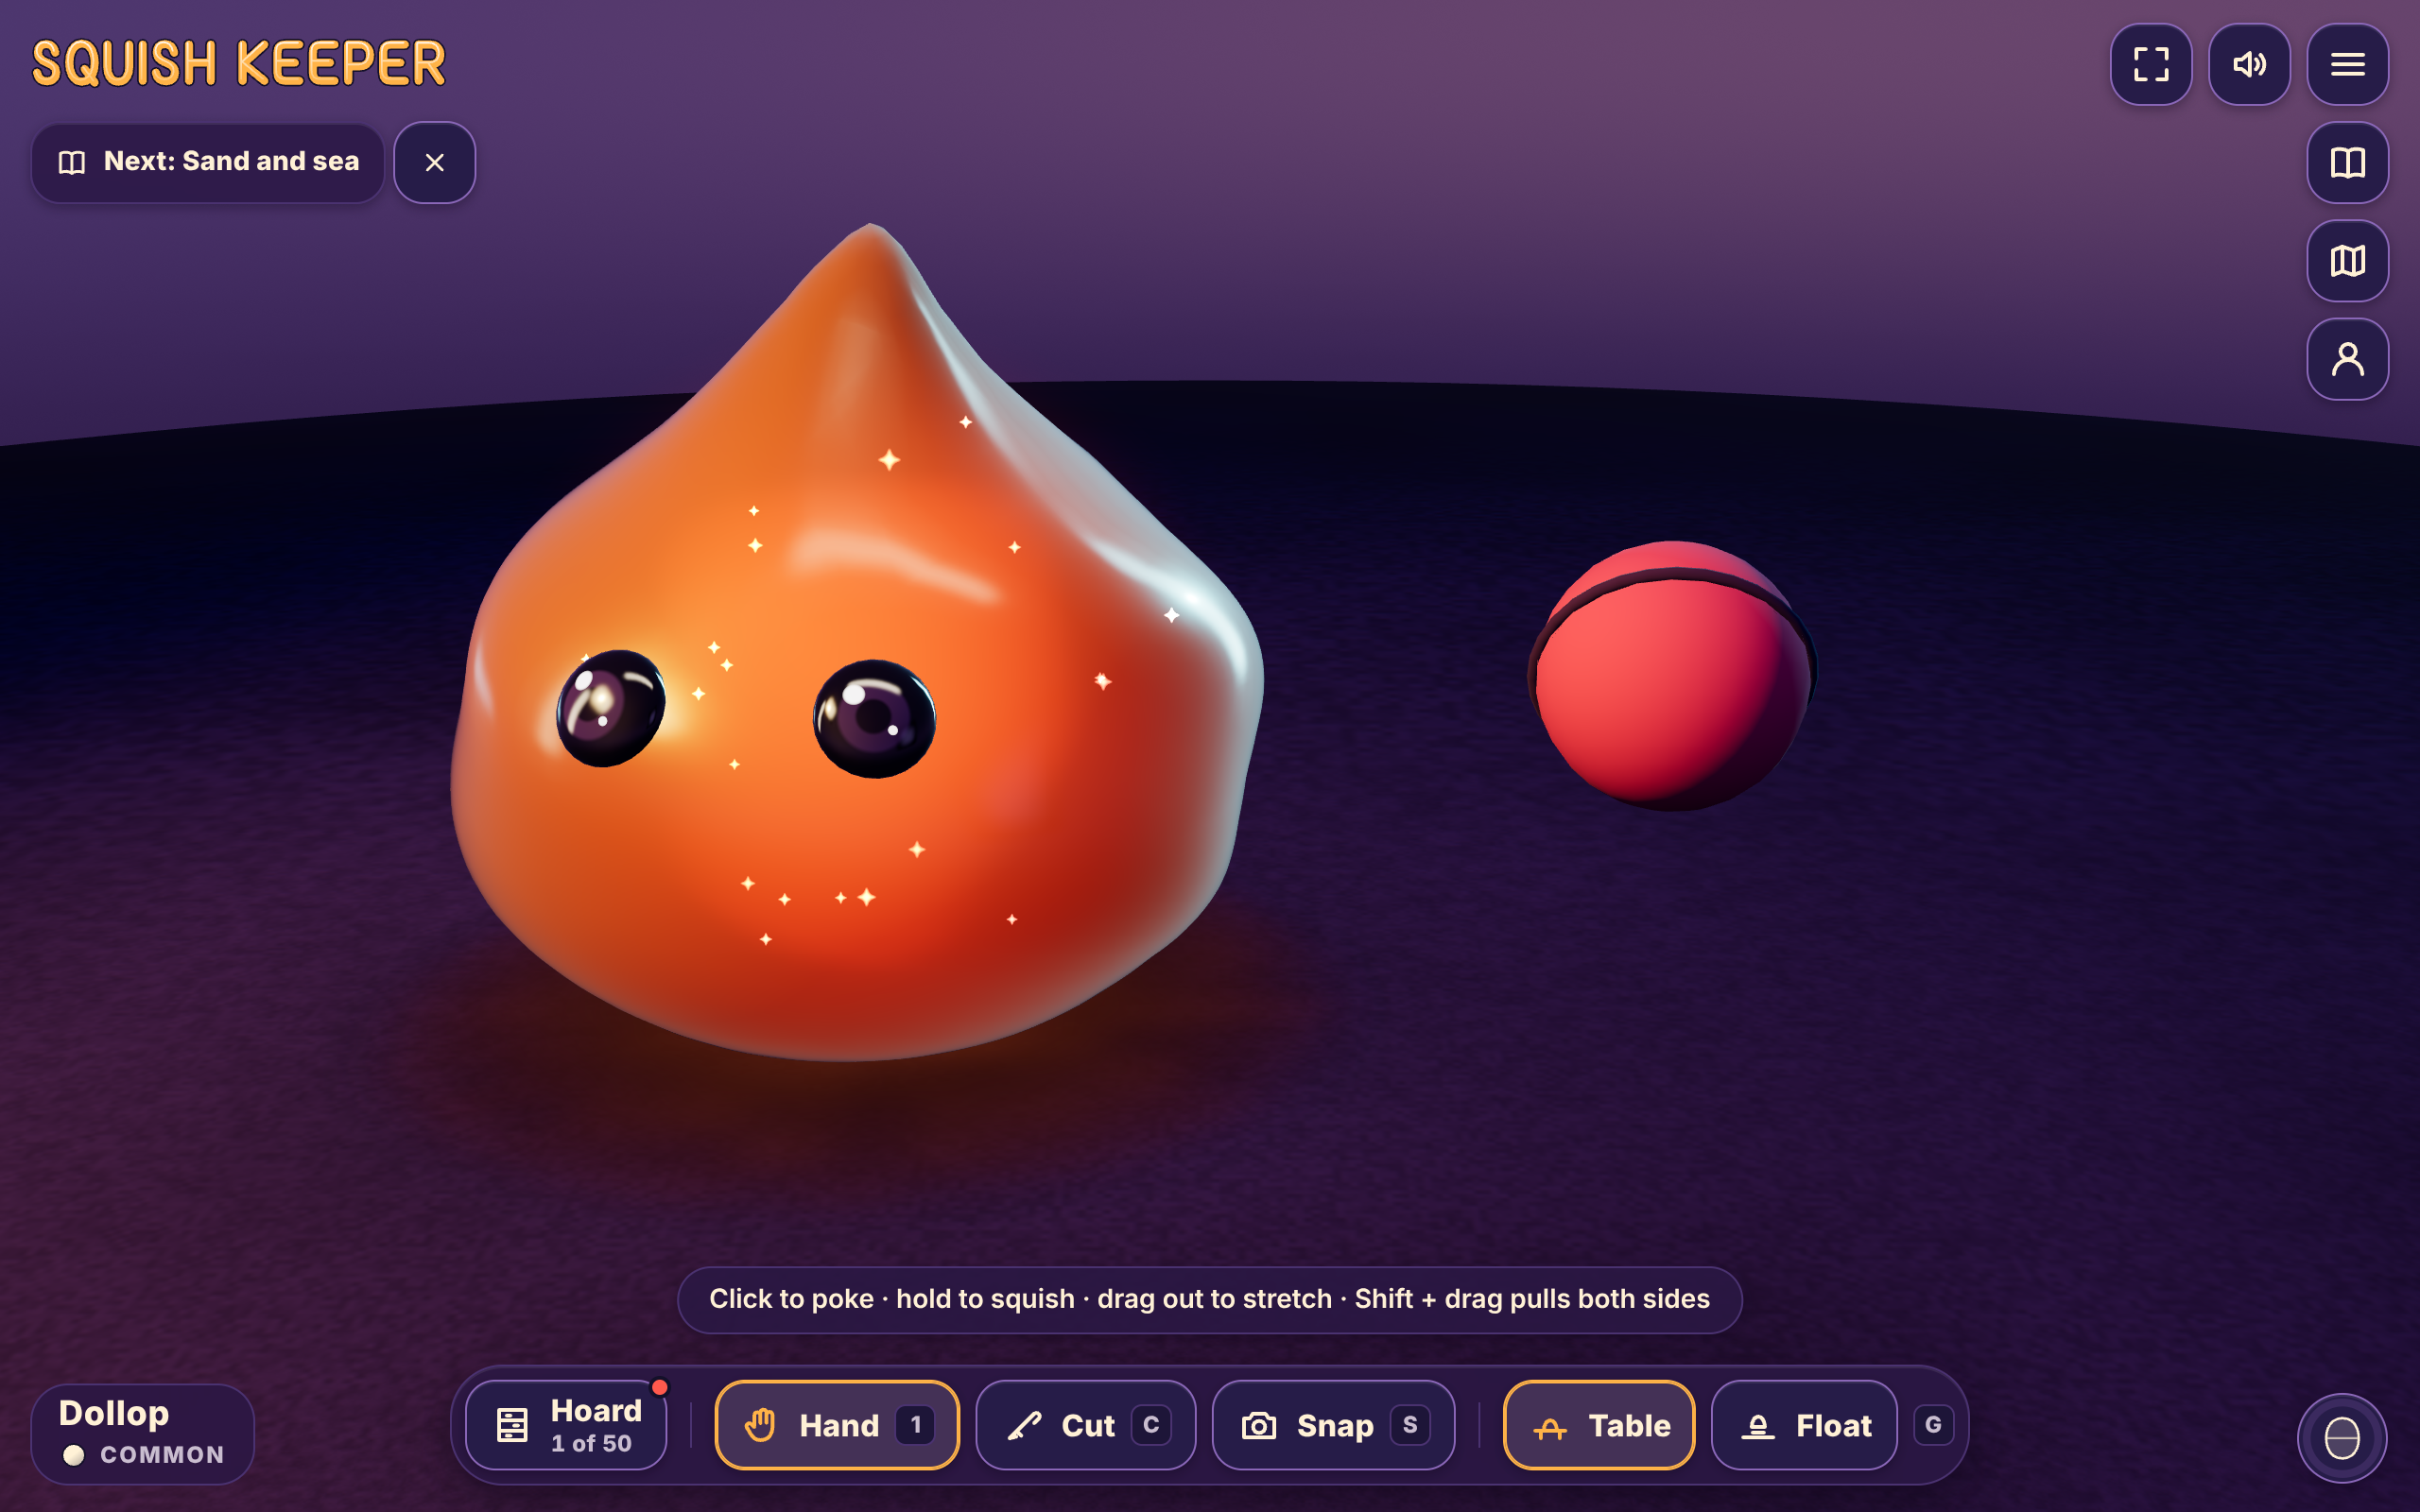 SQUISH KEEPER
Next: Sand and sea
Click to poke · hold to squish · drag out to stretch · Shift + drag pulls both sides
Dollop
COMMON
Hoard
1 of 50
Hand 1
Cut C
Snap S
Table
Float G